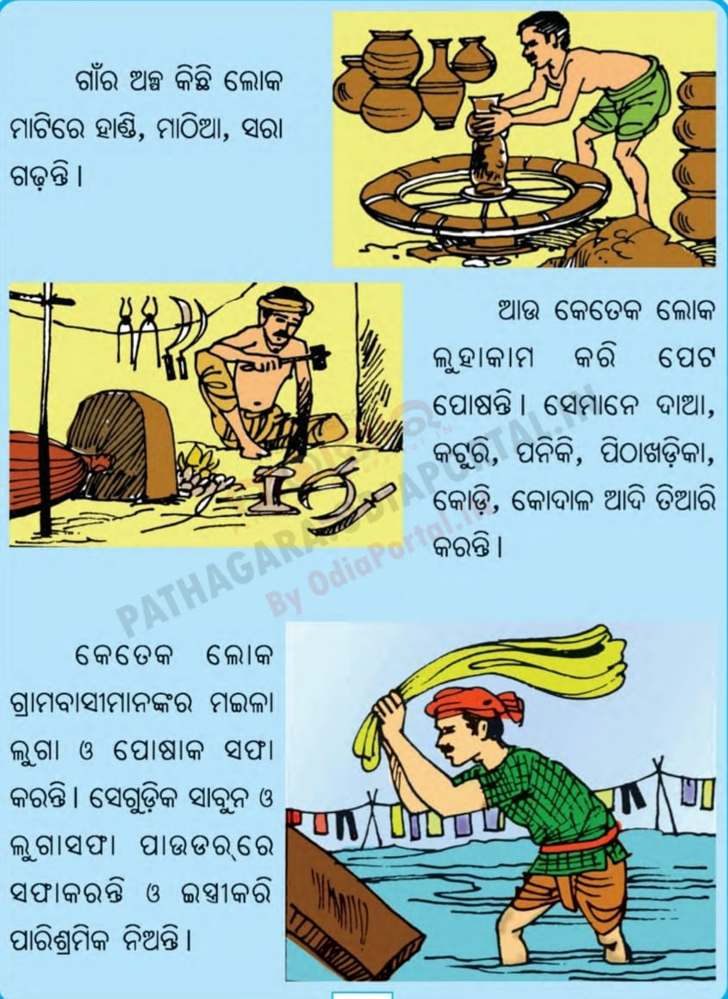 ଗାଁର ଅଳ୍ପ କିଛି ଲୋକ
ମାଟିରେ ହାଣ୍ଡି, ମାଠିଆ, ସରା
ଗଢ଼ନ୍ତି।
ଆଉ କେତେକ ଲୋକ
ଲୁହାକାମ କରି ପେଟ
ପୋଷନ୍ତି। ସେମାନେ ଦାଆ,
କଟୁରି, ପନିକି, ପିଠାଖଡ଼ିକା,
କୋଡ଼ି, କୋଦାଳ ଆଦି ତିଆରି
କରନ୍ତି।
PATHAGARA.ODIAPORTAL.IN
By OdiaPortal.IN
କେତେକ ଲୋକ
ଗ୍ରାମବାସୀମାନଙ୍କର ମଇଳା
ଲୁଗା ଓ ପୋଷାକ ସଫା
କରନ୍ତି। ସେଗୁଡ଼ିକ ସାବୁନ ଓ
ଲୁଗାସଫା ପାଉଡର୍‌ରେ
ସଫାକରନ୍ତି ଓ ଇସ୍ତ୍ରୀକରି
ପାରିଶ୍ରମିକ ନିଅନ୍ତି।